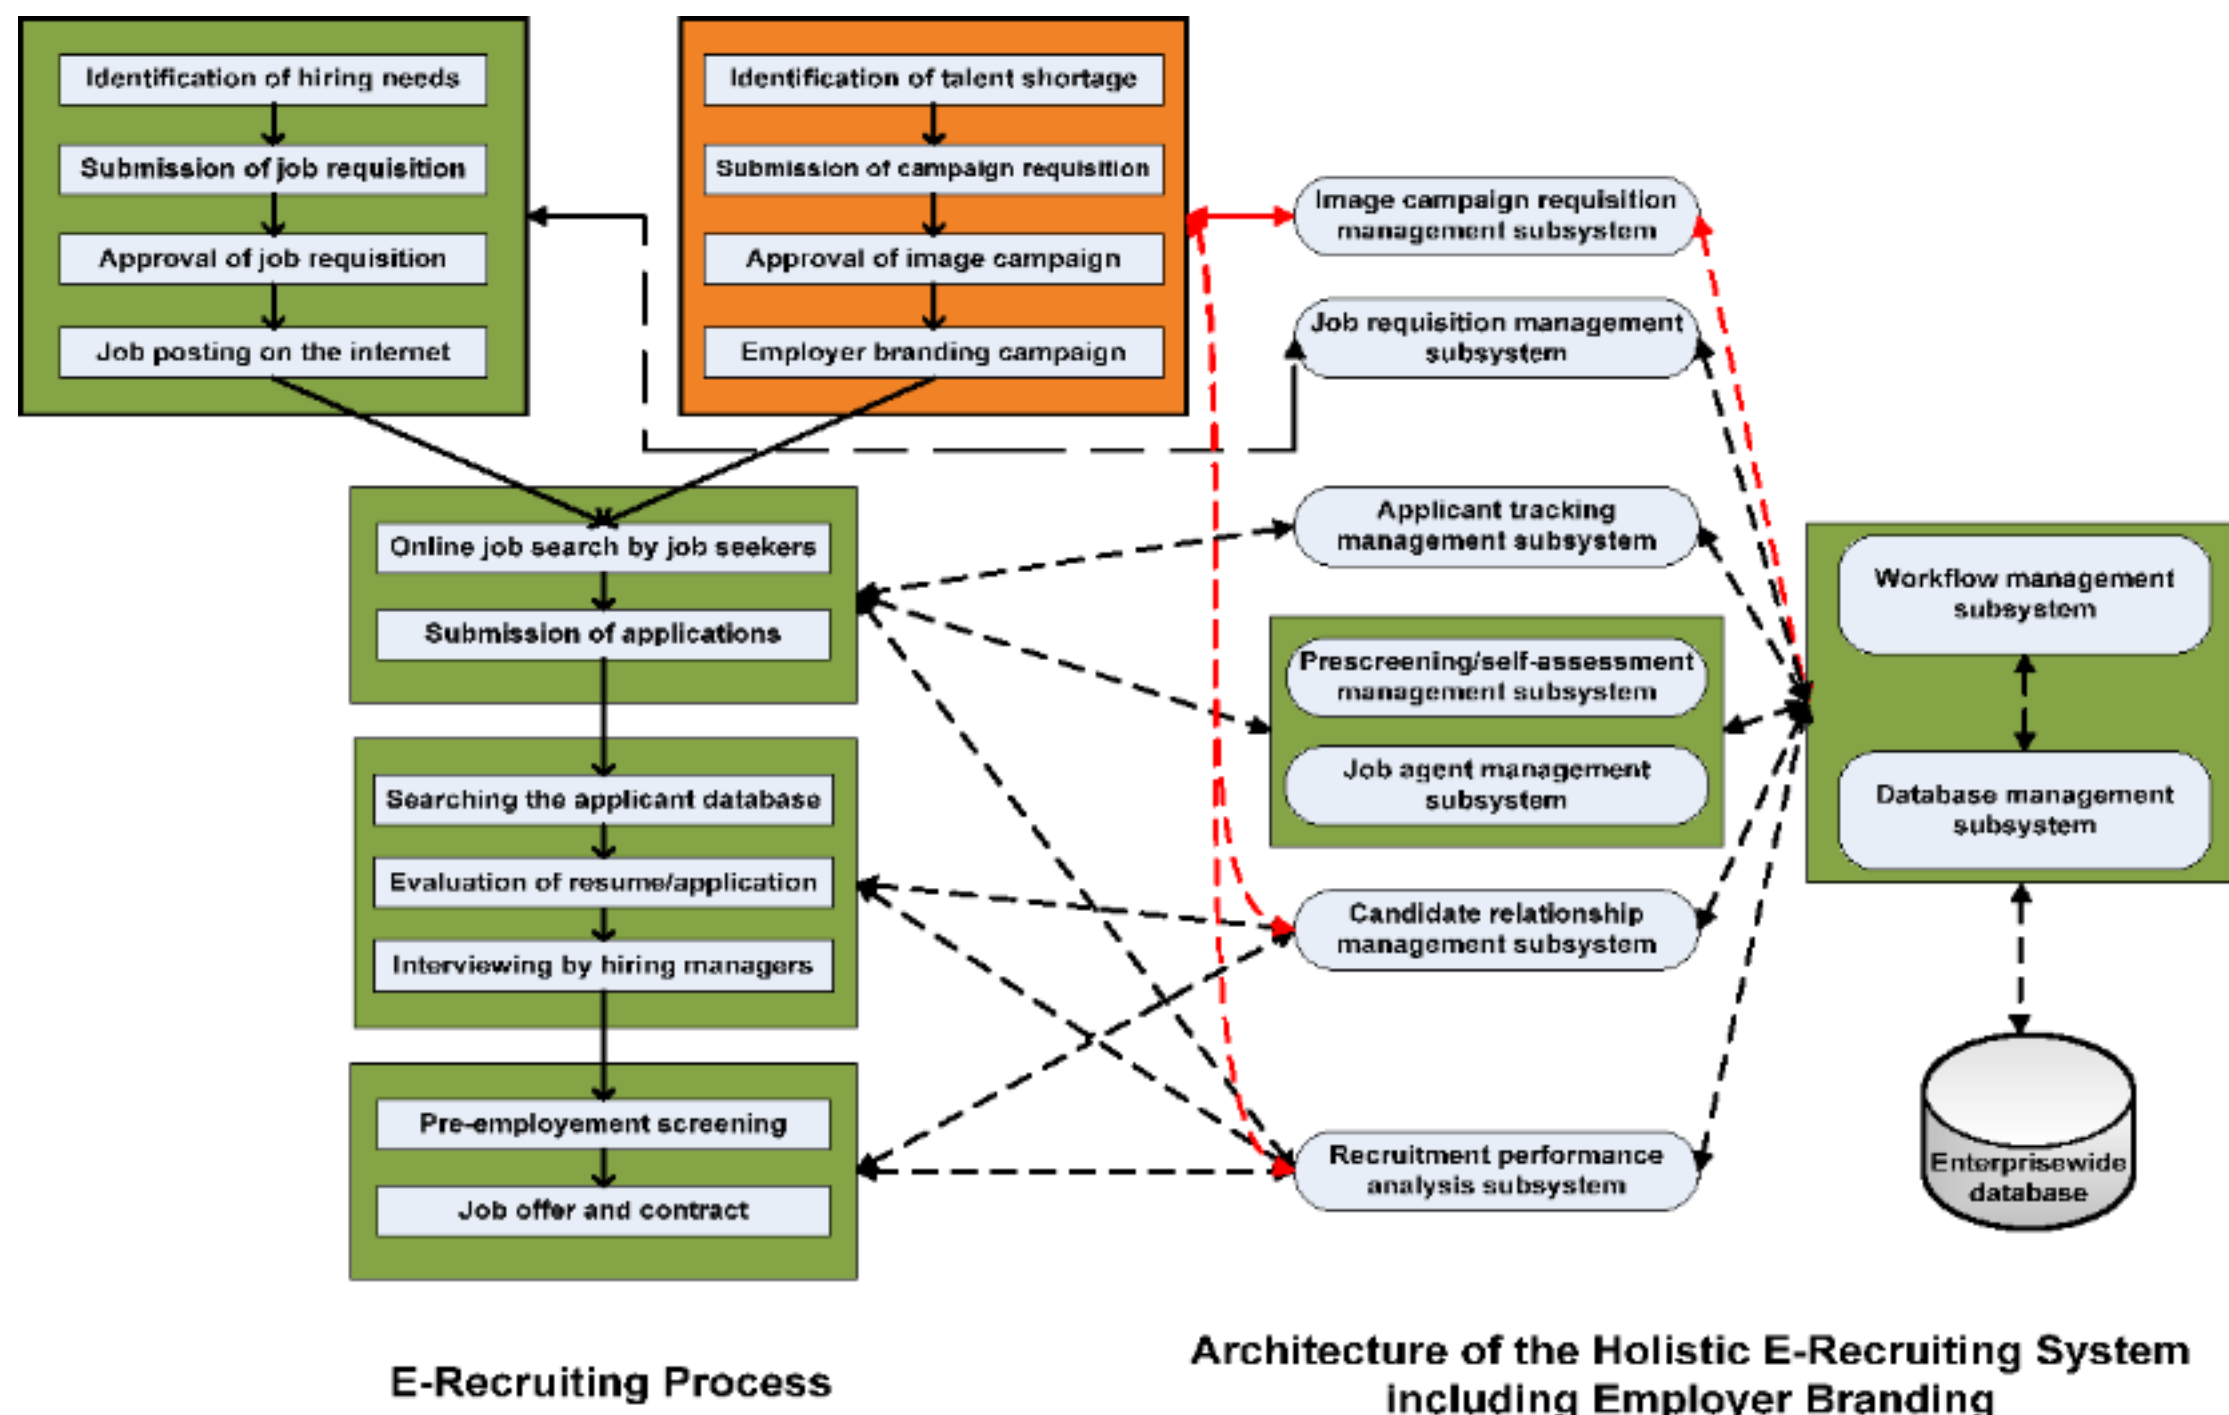 Identification of hiring needs
Submission of job requisition
Approval of job requisition
Job posting on the internet
Identification of talent shortage
Submission of campaign requisition
Approval of image campaign
Employer branding campaign
Online job search by job seekers
Submission of applications
Searching the applicant database
Evaluation of resume/application
Interviewing by hiring managers
Pre-employement screening
Job offer and contract
Image campaign requisition
management subsystem
Job requisition management
subsystem
Applicant tracking
management subsystem
Prescreening/self-assessment
management subsystem
Job agent management
subsystem
Candidate relationship
management subsystem
Recruitment performance
analysis subsystem
Workflow management
subsystem
Database management
subsystem
Enterprisewide
database
E-Recruiting Process
Architecture of the Holistic E-Recruiting System
including Employer Branding